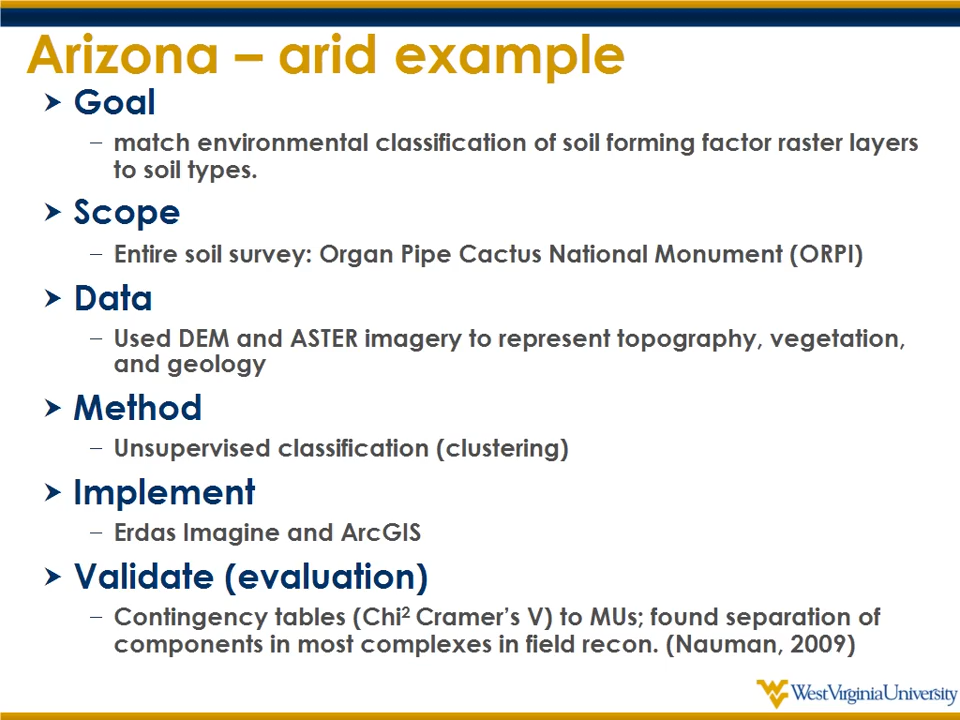 Arizona – arid example
➤ Goal
– match environmental classification of soil forming factor raster layers
to soil types.
➤ Scope
– Entire soil survey: Organ Pipe Cactus National Monument (ORPI)
➤ Data
– Used DEM and ASTER imagery to represent topography, vegetation,
and geology
➤ Method
– Unsupervised classification (clustering)
➤ Implement
– Erdas Imagine and ArcGIS
➤ Validate (evaluation)
– Contingency tables (Chi² Cramer’s V) to MUs; found separation of
components in most complexes in field recon. (Nauman, 2009)
WestVirginiaUniversity